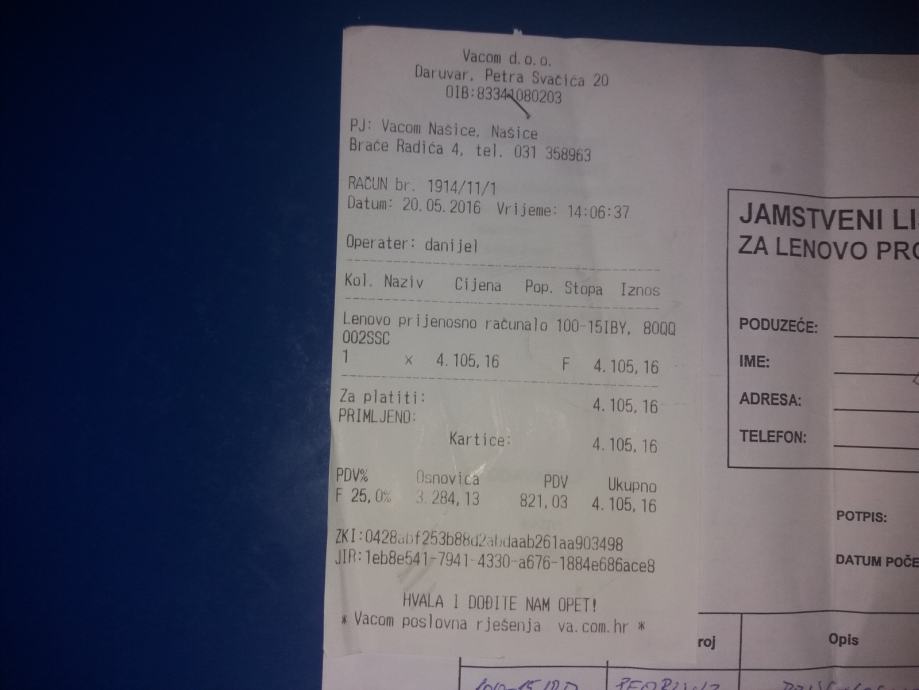 Vacom d.o.o.
Daruvar, Petra Svačića 20
OIB:83341080203
PJ: Vacom Našice, Našice
Braće Radića 4, tel. 031 358963
RAČUN br. 1914/11/1
Datum: 20.05.2016 Vrijeme: 14:06:37
Operater: danijel
Kol. Naziv Cijena Pop. Stopa Iznos
Lenovo prijenosno računalo 100-15IBY, 80QQ
002SSC
1 x 4.105,16 F 4.105,16
Za platiti: 4.105,16
PRIMLJENO:
Kartice: 4.105,16
PDV% Osnovica PDV Ukupno
F 25,0% 3.284,13 821,03 4.105,16
ZKI:0428abf253b88d2abdaab261aa903498
JIR:1eb8e541-7941-4330-a676-1884e686ace8
HVALA I DOĐITE NAM OPET!
* Vacom poslovna rješenja va.com.hr *
JAMSTVENI LI
ZA LENOVO PRO
PODUZEĆE:
IME:
ADRESA:
TELEFON:
POTPIS:
DATUM POČE
roj Opis